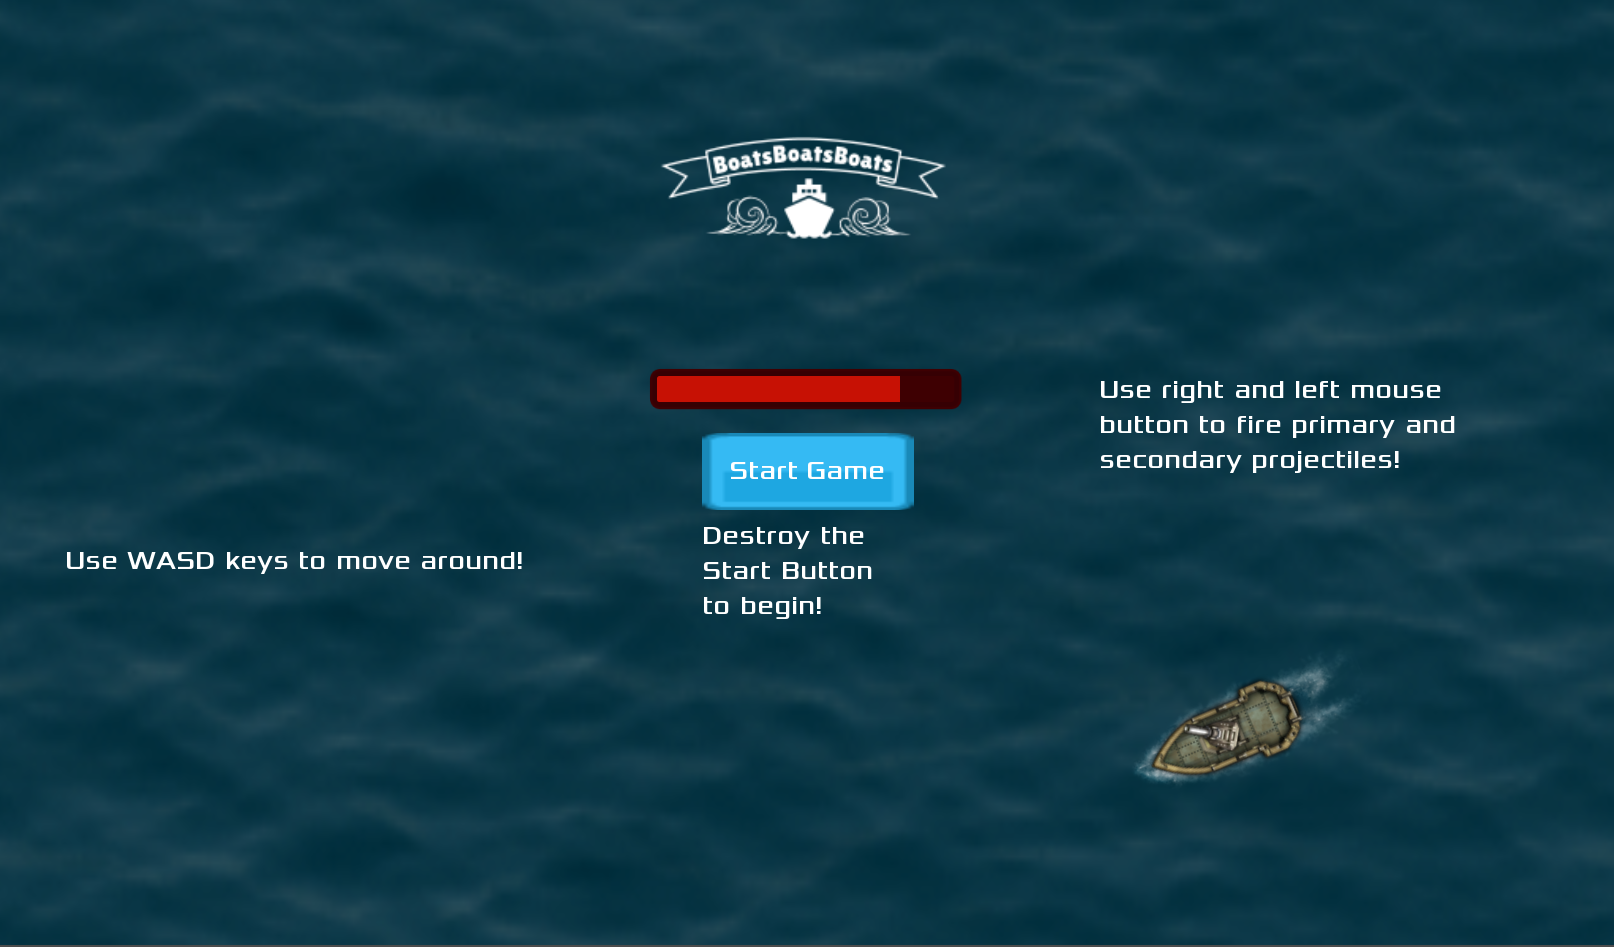 BoatsBoatsBoats
Use right and left mouse
button to fire primary and
secondary projectiles!
Start Game
Destroy the
Start Button
to begin!
Use WASD keys to move around!